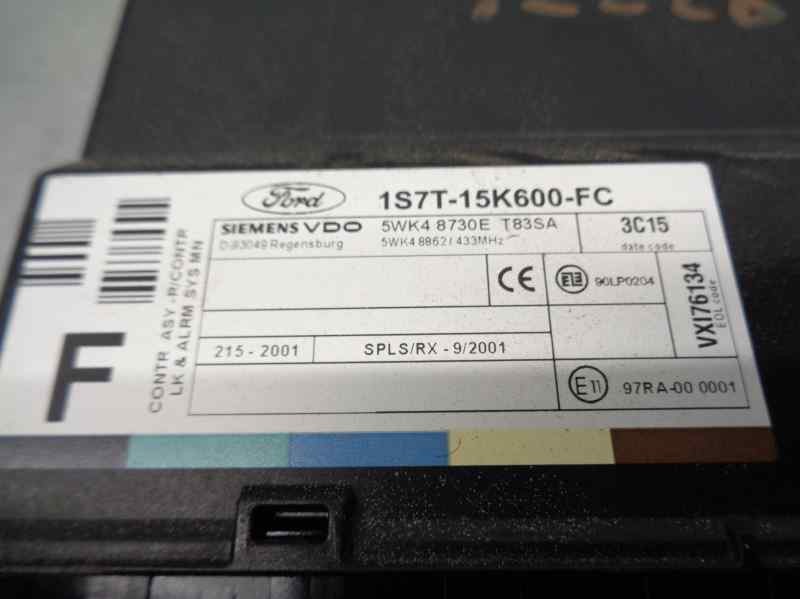 Ford 1S7T-15K600-FC
SIEMENS VDO 5WK4 8730E T83SA 3C15
D-93049 Regensburg 5WK4 8862 / 433MHz date code
CE 90LP0204
VXI76134
EOL code
215 - 2001 SPLS/RX - 9/2001
E11 97RA-00 0001
F
CONTR ASY -P/CONTR
LK & ALRM SYS MN